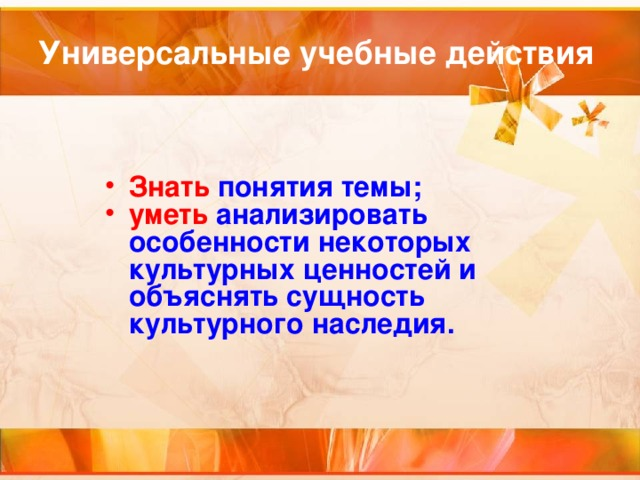 Универсальные учебные действия
• Знать понятия темы;
• уметь анализировать
особенности некоторых
культурных ценностей и
объяснять сущность
культурного наследия.